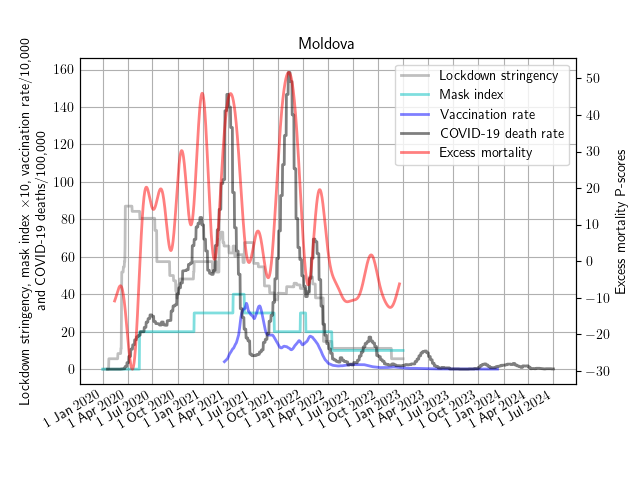 Moldova
Lockdown stringency, mask index ×10, vaccination rate/10,000
and COVID-19 deaths/100,000
160
140
120
100
80
60
40
20
0
Lockdown stringency
Mask index
Vaccination rate
COVID-19 death rate
Excess mortality
50
40
30
20
10
0
−10
−20
−30
Excess mortality P-scores
1 Jan 2020
1 Apr 2020
1 Jul 2020
1 Oct 2020
1 Jan 2021
1 Apr 2021
1 Jul 2021
1 Oct 2021
1 Jan 2022
1 Apr 2022
1 Jul 2022
1 Oct 2022
1 Jan 2023
1 Apr 2023
1 Jul 2023
1 Oct 2023
1 Jan 2024
1 Apr 2024
1 Jul 2024